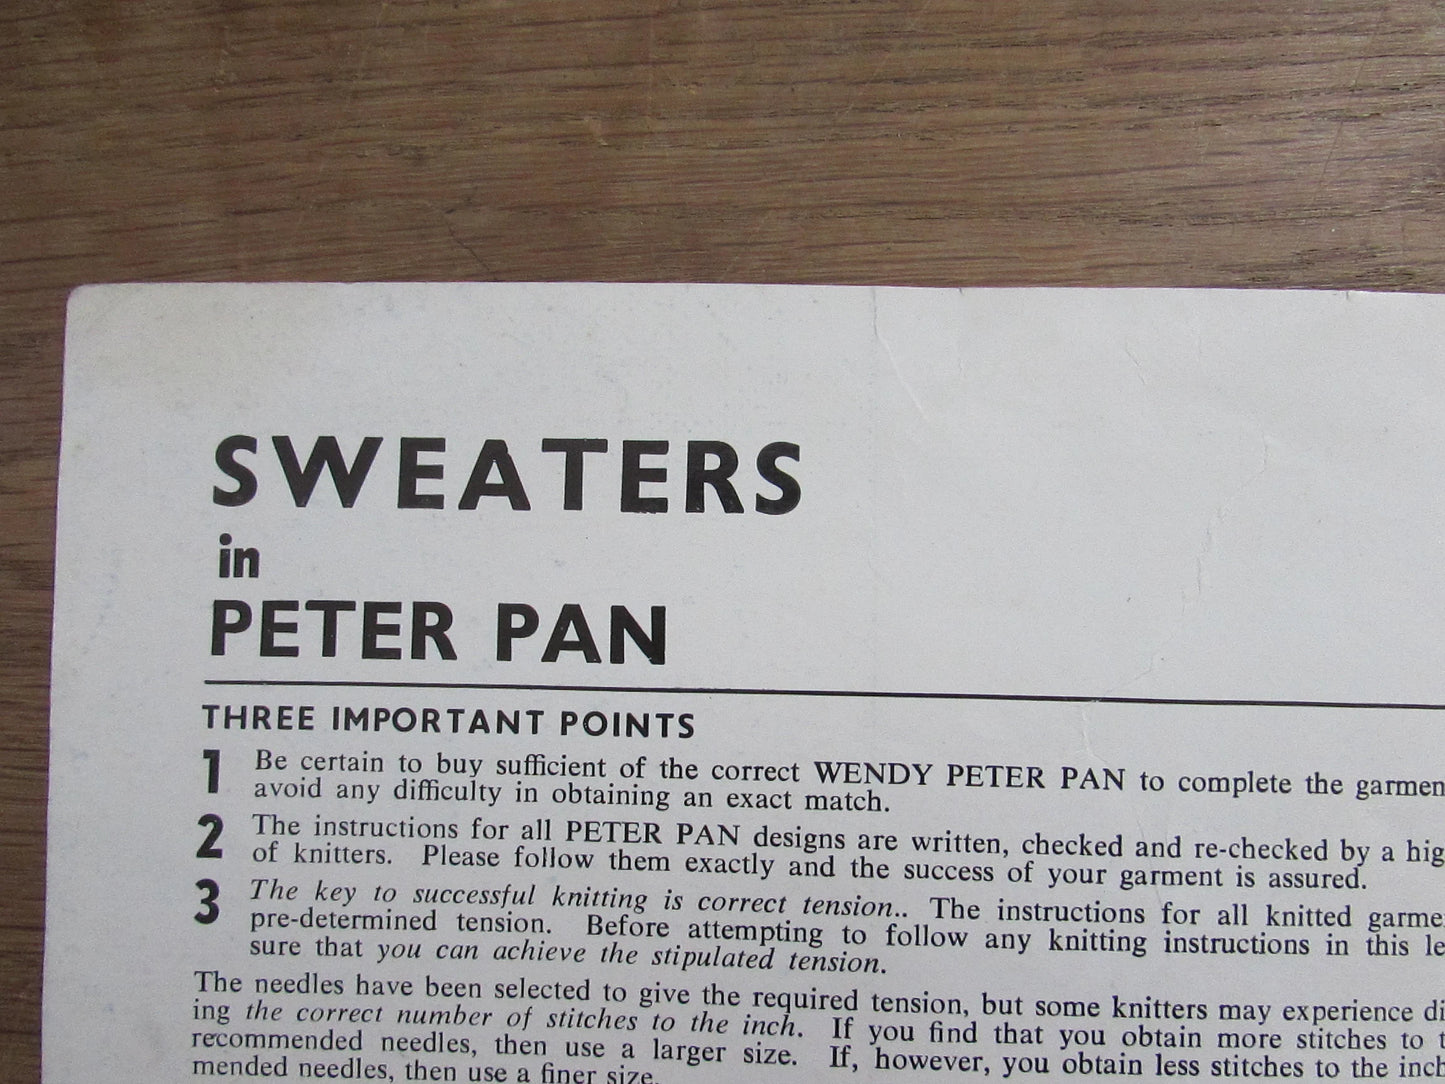 SWEATERS
in
PETER PAN
THREE IMPORTANT POINTS
1 Be certain to buy sufficient of the correct WENDY PETER PAN to complete the garmen
avoid any difficulty in obtaining an exact match.
2 The instructions for all PETER PAN designs are written, checked and re-checked by a hig
of knitters. Please follow them exactly and the success of your garment is assured.
3 The key to successful knitting is correct tension.. The instructions for all knitted garme
pre-determined tension. Before attempting to follow any knitting instructions in this le
sure that you can achieve the stipulated tension.
The needles have been selected to give the required tension, but some knitters may experience di
ing the correct number of stitches to the inch. If you find that you obtain more stitches to t
recommended needles, then use a larger size. If, however, you obtain less stitches to the inch
mended needles, then use a finer size.